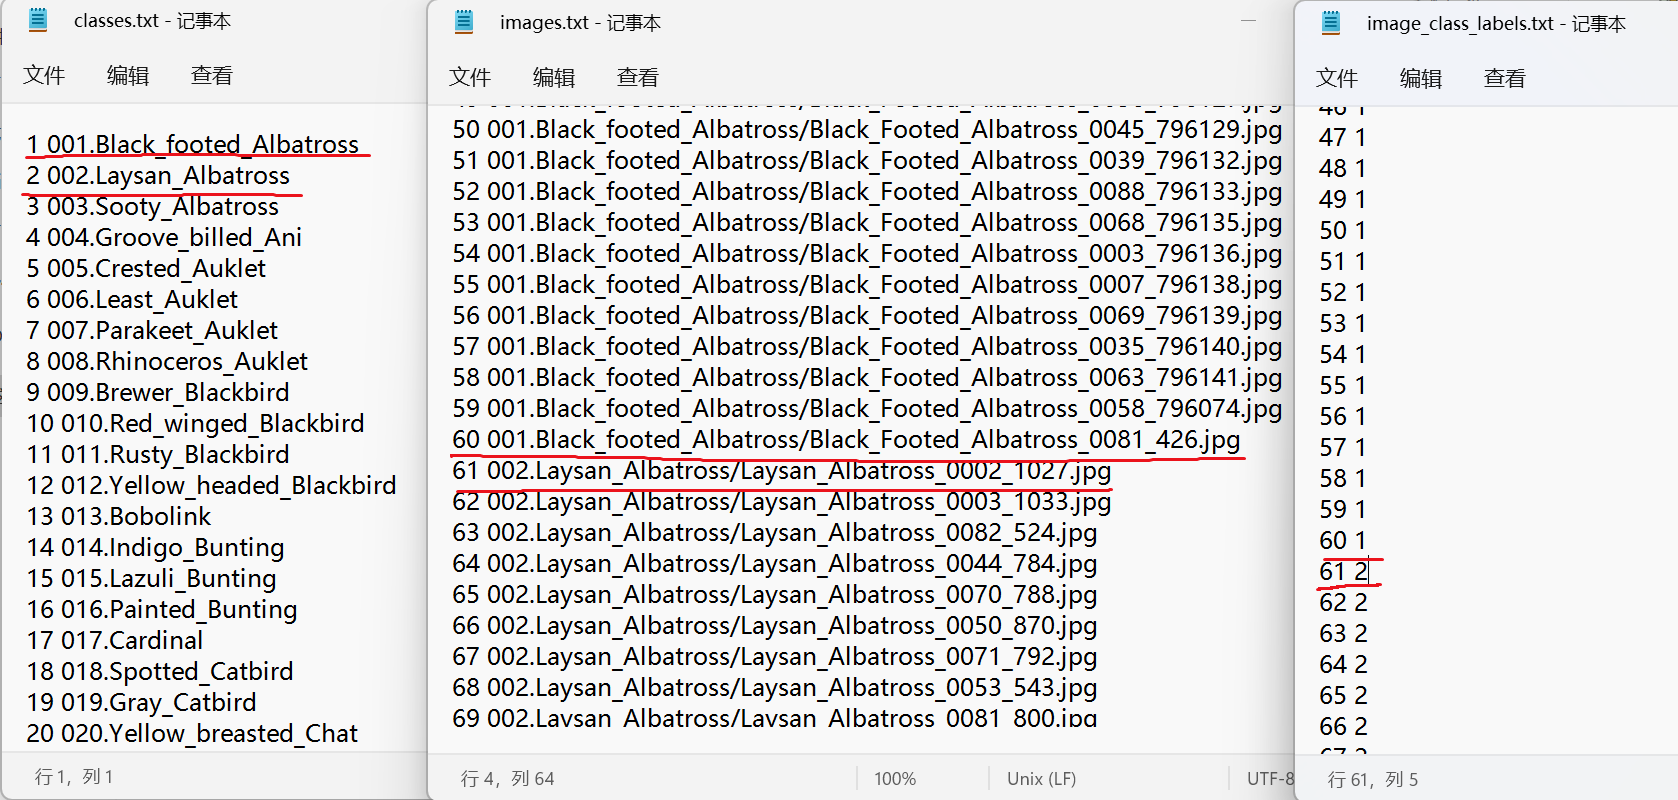 classes.txt - 记事本
文件 编辑 查看
1 001.Black_footed_Albatross
2 002.Laysan_Albatross
3 003.Sooty_Albatross
4 004.Groove_billed_Ani
5 005.Crested_Auklet
6 006.Least_Auklet
7 007.Parakeet_Auklet
8 008.Rhinoceros_Auklet
9 009.Brewer_Blackbird
10 010.Red_winged_Blackbird
11 011.Rusty_Blackbird
12 012.Yellow_headed_Blackbird
13 013.Bobolink
14 014.Indigo_Bunting
15 015.Lazuli_Bunting
16 016.Painted_Bunting
17 017.Cardinal
18 018.Spotted_Catbird
19 019.Gray_Catbird
20 020.Yellow_breasted_Chat
行 1，列 1
images.txt - 记事本
文件 编辑 查看
50 001.Black_footed_Albatross/Black_Footed_Albatross_0045_796129.jpg
51 001.Black_footed_Albatross/Black_Footed_Albatross_0039_796132.jpg
52 001.Black_footed_Albatross/Black_Footed_Albatross_0088_796133.jpg
53 001.Black_footed_Albatross/Black_Footed_Albatross_0068_796135.jpg
54 001.Black_footed_Albatross/Black_Footed_Albatross_0003_796136.jpg
55 001.Black_footed_Albatross/Black_Footed_Albatross_0007_796138.jpg
56 001.Black_footed_Albatross/Black_Footed_Albatross_0069_796139.jpg
57 001.Black_footed_Albatross/Black_Footed_Albatross_0035_796140.jpg
58 001.Black_footed_Albatross/Black_Footed_Albatross_0063_796141.jpg
59 001.Black_footed_Albatross/Black_Footed_Albatross_0058_796074.jpg
60 001.Black_footed_Albatross/Black_Footed_Albatross_0081_426.jpg
61 002.Laysan_Albatross/Laysan_Albatross_0002_1027.jpg
62 002.Laysan_Albatross/Laysan_Albatross_0003_1033.jpg
63 002.Laysan_Albatross/Laysan_Albatross_0082_524.jpg
64 002.Laysan_Albatross/Laysan_Albatross_0044_784.jpg
65 002.Laysan_Albatross/Laysan_Albatross_0070_788.jpg
66 002.Laysan_Albatross/Laysan_Albatross_0050_870.jpg
67 002.Laysan_Albatross/Laysan_Albatross_0071_792.jpg
68 002.Laysan_Albatross/Laysan_Albatross_0053_543.jpg
69 002.Laysan_Albatross/Laysan_Albatross_0081_800.jpg
行 4，列 64 100% Unix (LF) UTF-8
image_class_labels.txt - 记事本
文件 编辑 查看
46 1
47 1
48 1
49 1
50 1
51 1
52 1
53 1
54 1
55 1
56 1
57 1
58 1
59 1
60 1
61 2
62 2
63 2
64 2
65 2
66 2
67 2
行 61，列 5